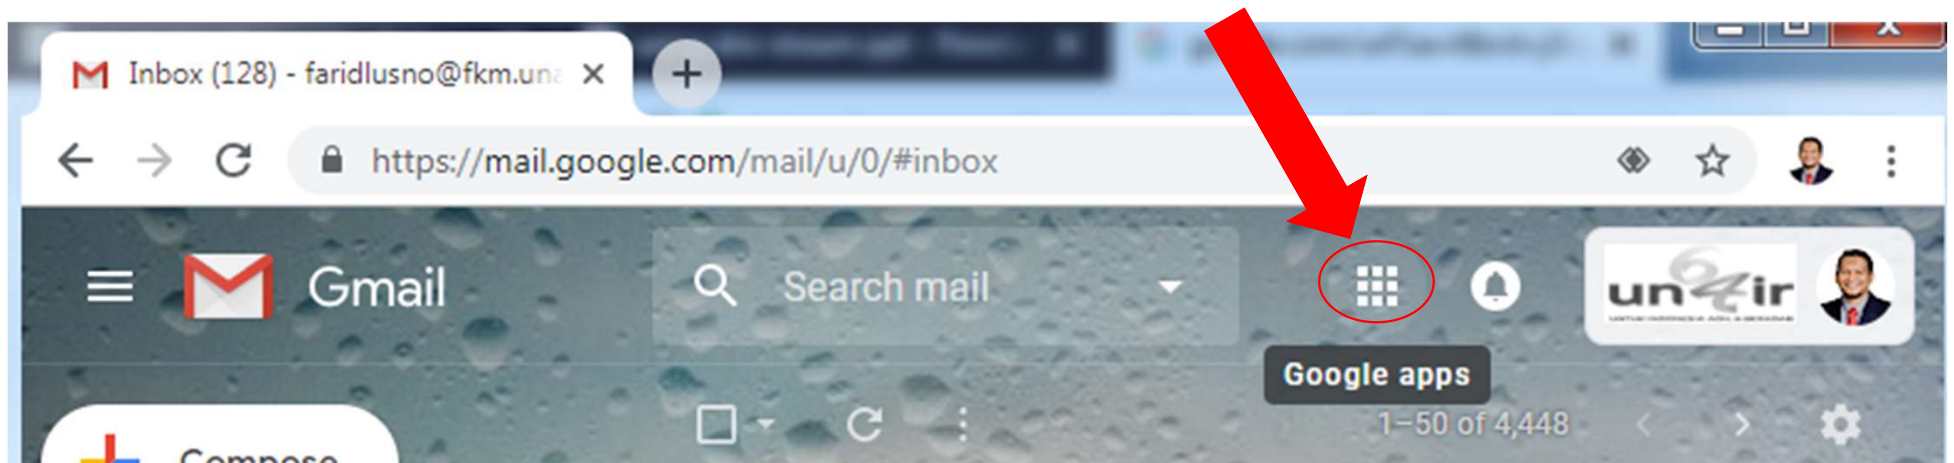 Inbox (128) - faridlusno@fkm.una
https://mail.google.com/mail/u/0/#inbox
Gmail
Search mail
un64ir
Google apps
1–50 of 4,448
Compose